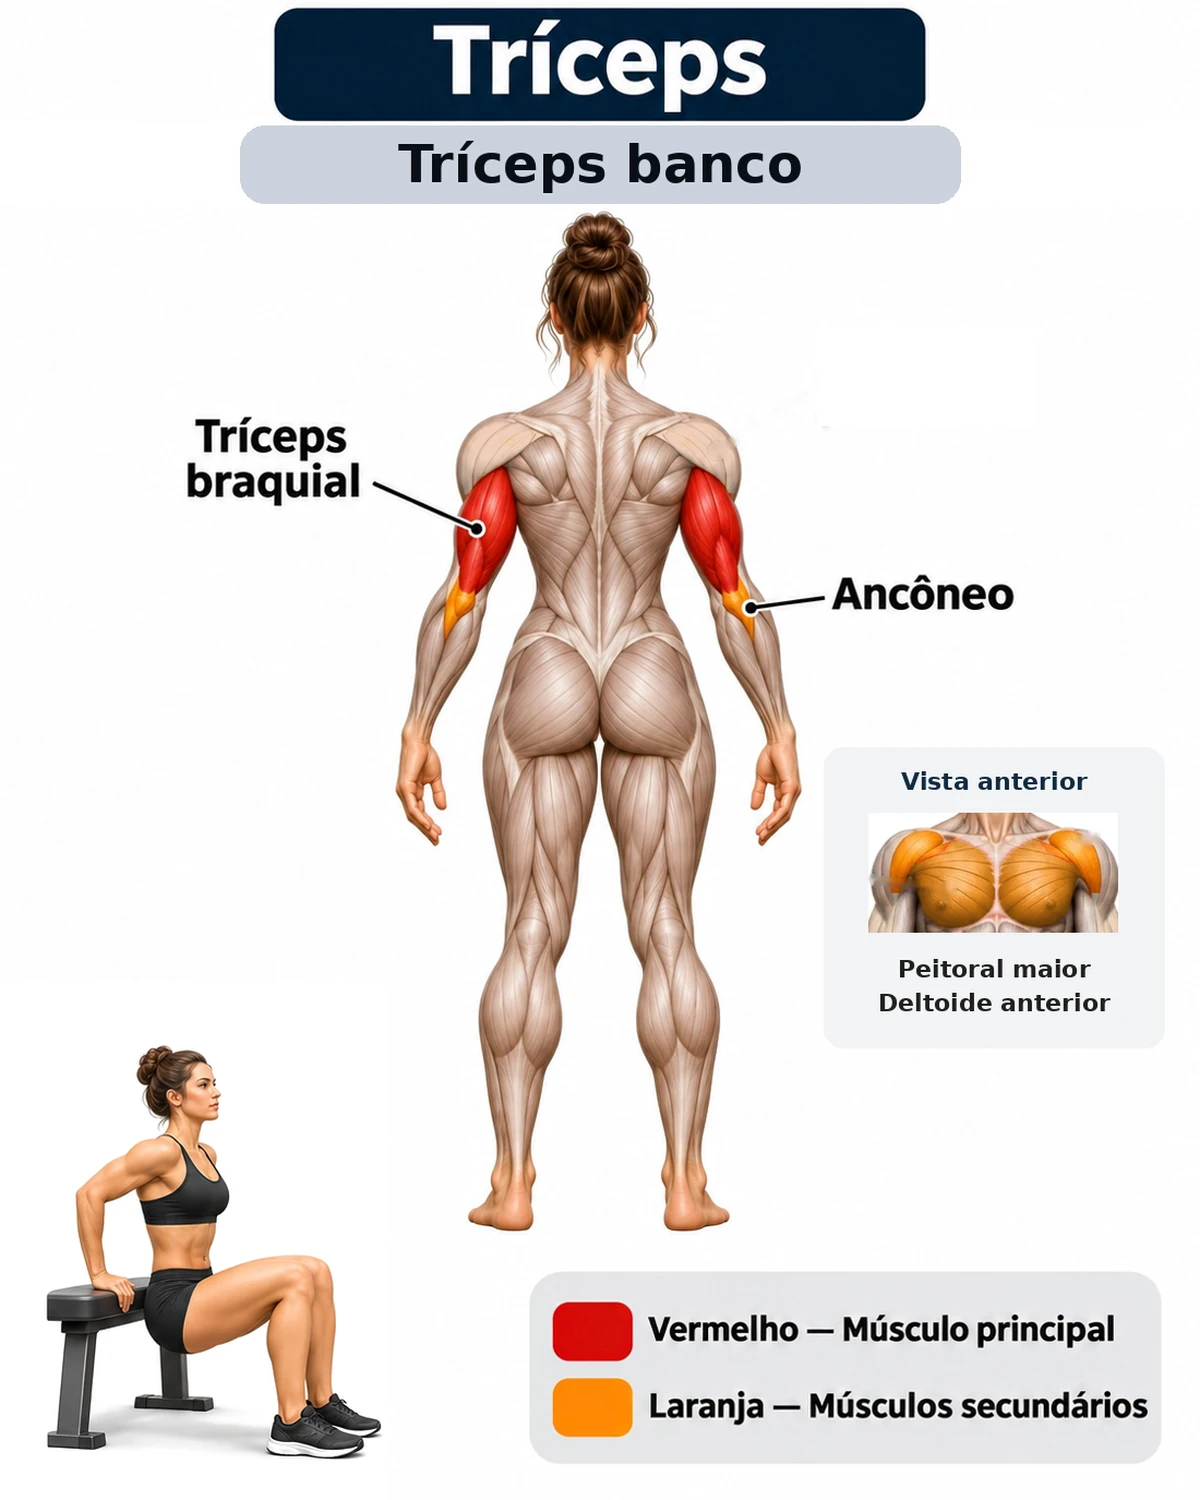 Tríceps
Tríceps banco
Tríceps
braquial
Ancôneo
Vista anterior
Peitoral maior
Deltoide anterior
Vermelho — Músculo principal
Laranja — Músculos secundários